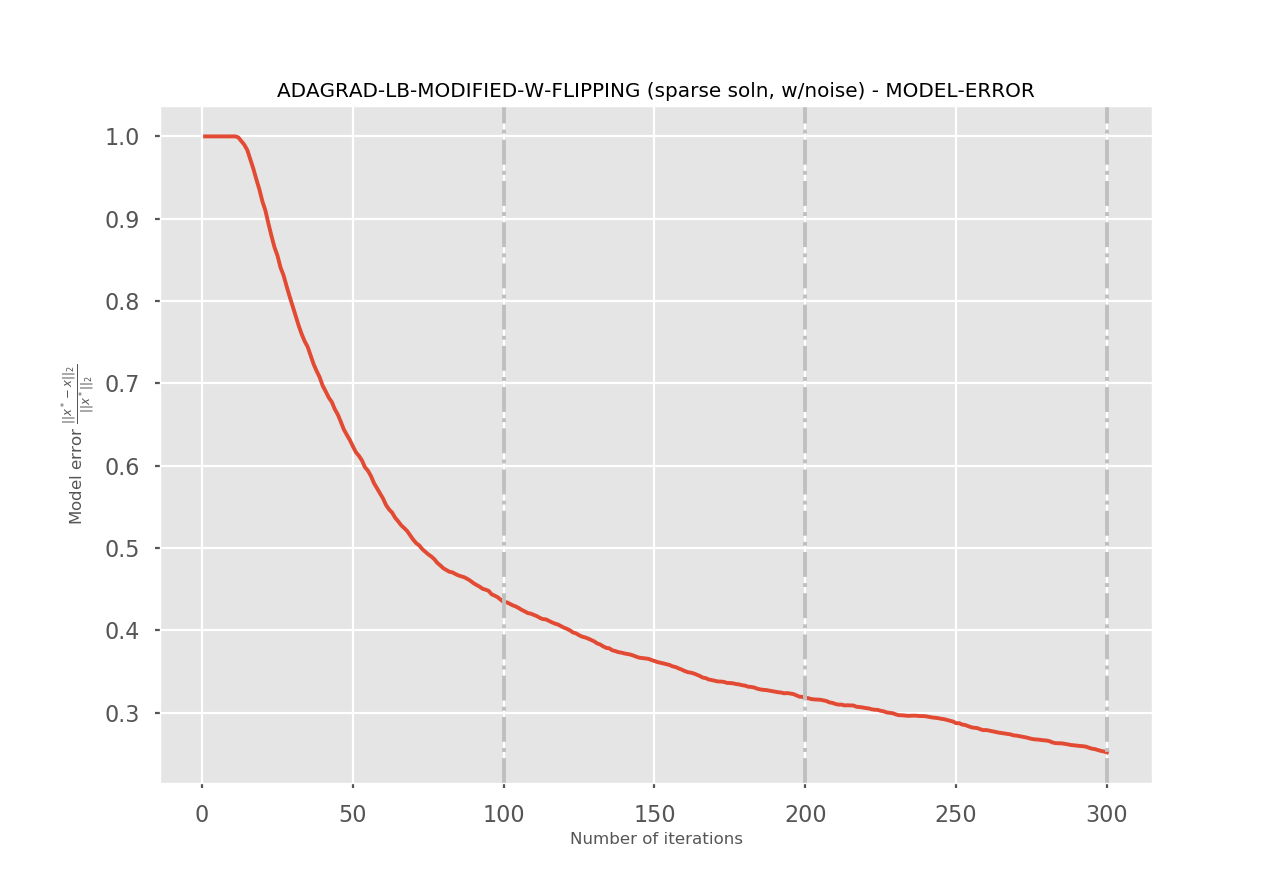 ADAGRAD-LB-MODIFIED-W-FLIPPING (sparse soln, w/noise) - MODEL-ERROR
1.0
0.9
0.8
0.7
0.6
0.5
0.4
0.3
Model error ||x* − x||₂ / ||x*||₂
0 50 100 150 200 250 300
Number of iterations